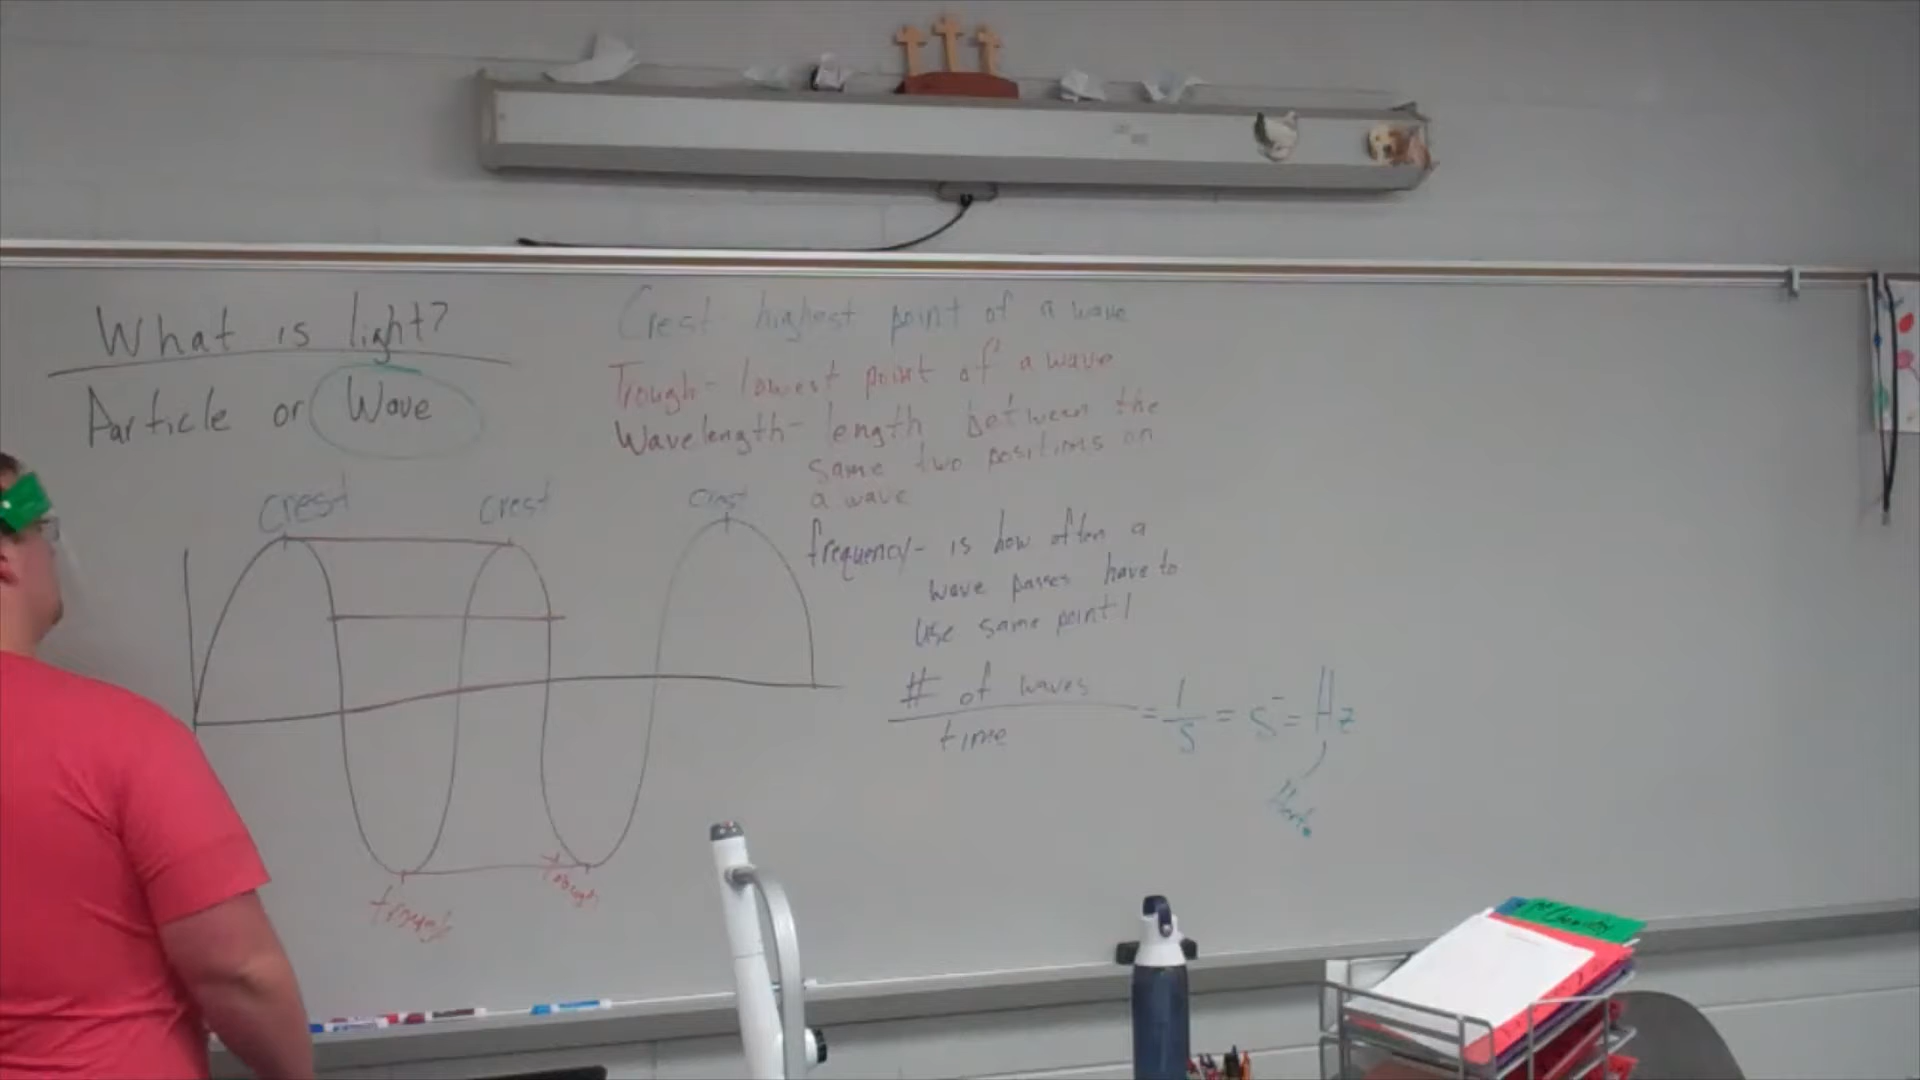 What is light?
Particle or Wave
Crest highest point of a wave
Trough- lowest point of a wave
Wavelength- length between the
same two positions on
a wave
frequency- is how often a
wave passes have to
use same point!
# of waves
time
= 1/s = s⁻ = Hz
Hertz
crest
crest
crest
trough
trough
Chemistry